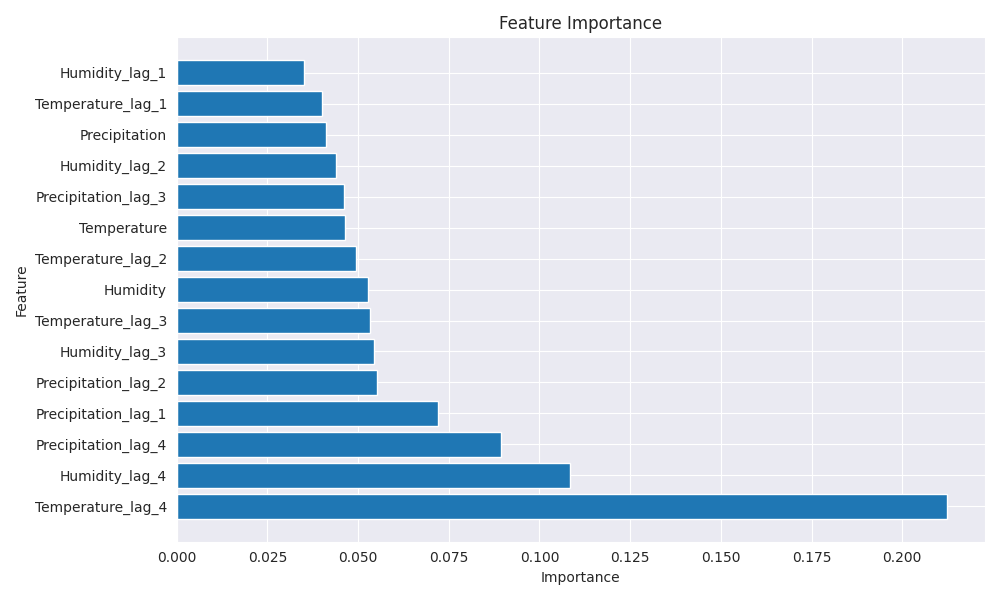 Feature Importance
Feature
Humidity_lag_1
Temperature_lag_1
Precipitation
Humidity_lag_2
Precipitation_lag_3
Temperature
Temperature_lag_2
Humidity
Temperature_lag_3
Humidity_lag_3
Precipitation_lag_2
Precipitation_lag_1
Precipitation_lag_4
Humidity_lag_4
Temperature_lag_4
0.000 0.025 0.050 0.075 0.100 0.125 0.150 0.175 0.200
Importance